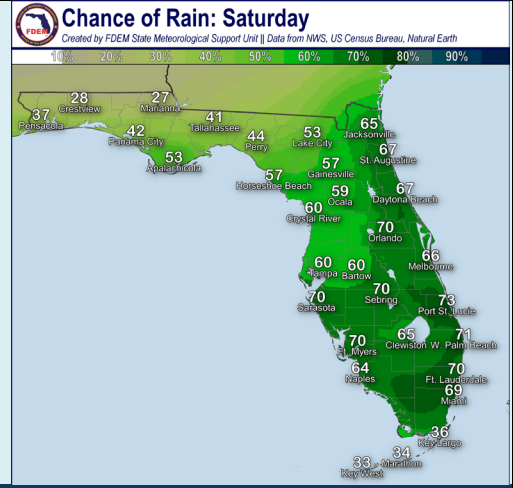 FDEM
Chance of Rain: Saturday
Created by FDEM State Meteorological Support Unit || Data from NWS, US Census Bureau, Natural Earth
10% 20% 30% 40% 50% 60% 70% 80% 90%
28
Crestview
27
Marianna
37
Pensacola
41
Tallahassee
42
Panama City
44
Perry
53
Lake City
65
Jacksonville
53
Apalachicola
67
St. Augustine
57
Gainesville
57
Horseshoe Beach
59
Ocala
67
Daytona Beach
60
Crystal River
70
Orlando
66
Melbourne
60
Tampa
60
Bartow
70
Sebring
70
Sarasota
73
Port St. Lucie
65
Clewiston
71
W. Palm Beach
70
Ft. Myers
64
Naples
70
Ft. Lauderdale
69
Miami
36
Key Largo
34
Marathon
33
Key West